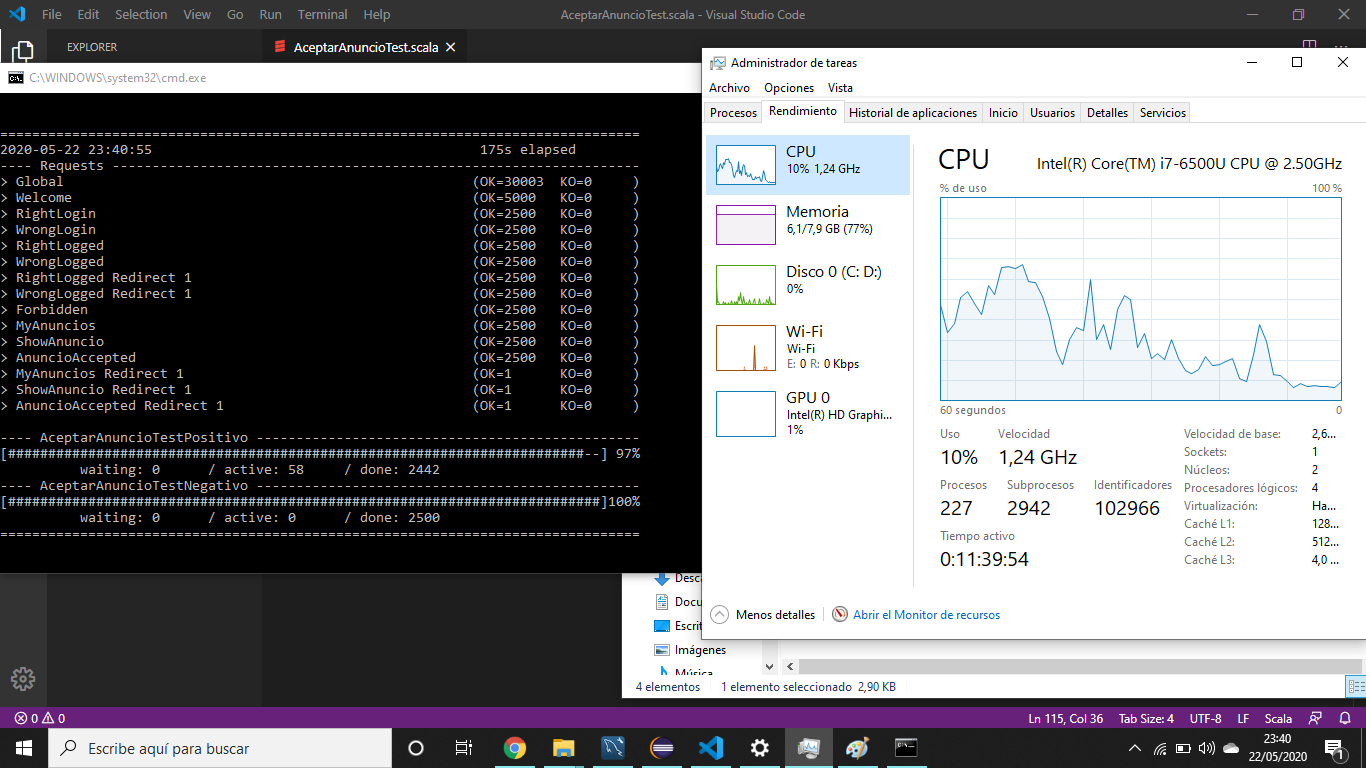 File Edit Selection View Go Run Terminal Help AceptarAnuncioTest.scala - Visual Studio Code
EXPLORER AceptarAnuncioTest.scala
C:\WINDOWS\system32\cmd.exe
================================================================================
2020-05-22 23:40:55 175s elapsed
---- Requests ------------------------------------------------------------------
> Global (OK=30003 KO=0 )
> Welcome (OK=5000 KO=0 )
> RightLogin (OK=2500 KO=0 )
> WrongLogin (OK=2500 KO=0 )
> RightLogged (OK=2500 KO=0 )
> WrongLogged (OK=2500 KO=0 )
> RightLogged Redirect 1 (OK=2500 KO=0 )
> WrongLogged Redirect 1 (OK=2500 KO=0 )
> Forbidden (OK=2500 KO=0 )
> MyAnuncios (OK=2500 KO=0 )
> ShowAnuncio (OK=2500 KO=0 )
> AnuncioAccepted (OK=2500 KO=0 )
> MyAnuncios Redirect 1 (OK=1 KO=0 )
> ShowAnuncio Redirect 1 (OK=1 KO=0 )
> AnuncioAccepted Redirect 1 (OK=1 KO=0 )
---- AceptarAnuncioTestPositivo ------------------------------------------------
[########################################################################--] 97%
waiting: 0 / active: 58 / done: 2442
---- AceptarAnuncioTestNegativo ------------------------------------------------
[##########################################################################]100%
waiting: 0 / active: 0 / done: 2500
================================================================================
Administrador de tareas
Archivo Opciones Vista
Procesos Rendimiento Historial de aplicaciones Inicio Usuarios Detalles Servicios
CPU
10% 1,24 GHz
Memoria
6,1/7,9 GB (77%)
Disco 0 (C: D:)
0%
Wi-Fi
Wi-Fi
E: 0 R: 0 Kbps
GPU 0
Intel(R) HD Graphi...
1%
CPU Intel(R) Core(TM) i7-6500U CPU @ 2.50GHz
% de uso 100 %
60 segundos 0
Uso Velocidad
10% 1,24 GHz
Procesos Subprocesos Identificadores
227 2942 102966
Tiempo activo
0:11:39:54
Velocidad de base: 2,6...
Sockets: 1
Núcleos: 2
Procesadores lógicos: 4
Virtualización: Ha...
Caché L1: 128...
Caché L2: 512...
Caché L3: 4,0 ...
Menos detalles Abrir el Monitor de recursos
Desca
Docu
Escrit
Imágenes
Música
4 elementos 1 elemento seleccionado 2,90 KB
0 0 Ln 115, Col 36 Tab Size: 4 UTF-8 LF Scala
Escribe aquí para buscar
23:40
22/05/2020
1